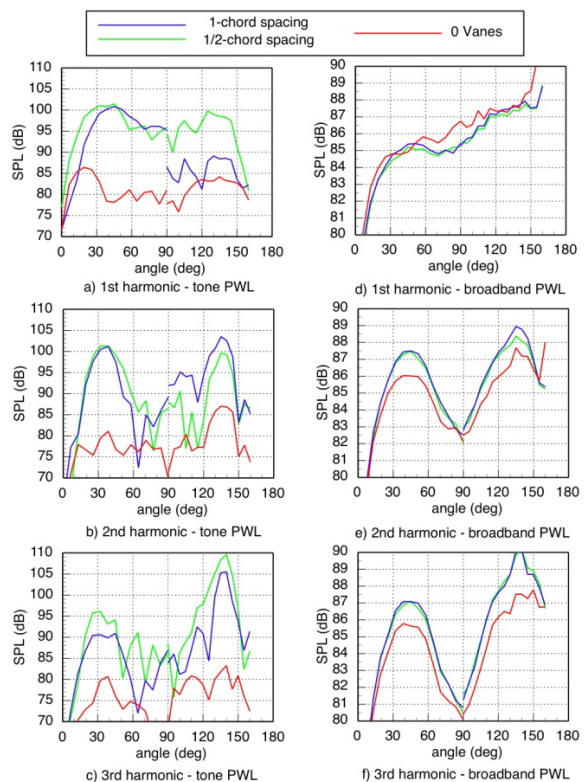 1-chord spacing
1/2-chord spacing
0 Vanes
110
105
100
95
90
85
80
75
70
SPL (dB)
0 30 60 90 120 150 180
angle (deg)
a) 1st harmonic - tone PWL
90
89
88
87
86
85
84
83
82
81
80
SPL (dB)
0 30 60 90 120 150 180
angle (deg)
d) 1st harmonic - broadband PWL
110
105
100
95
90
85
80
75
70
SPL (dB)
0 30 60 90 120 150 180
angle (deg)
b) 2nd harmonic - tone PWL
90
89
88
87
86
85
84
83
82
81
80
SPL (dB)
0 30 60 90 120 150 180
angle (deg)
e) 2nd harmonic - broadband PWL
110
105
100
95
90
85
80
75
70
SPL (dB)
0 30 60 90 120 150 180
angle (deg)
c) 3rd harmonic - tone PWL
90
89
88
87
86
85
84
83
82
81
80
SPL (dB)
0 30 60 90 120 150 180
angle (deg)
f) 3rd harmonic - broadband PWL